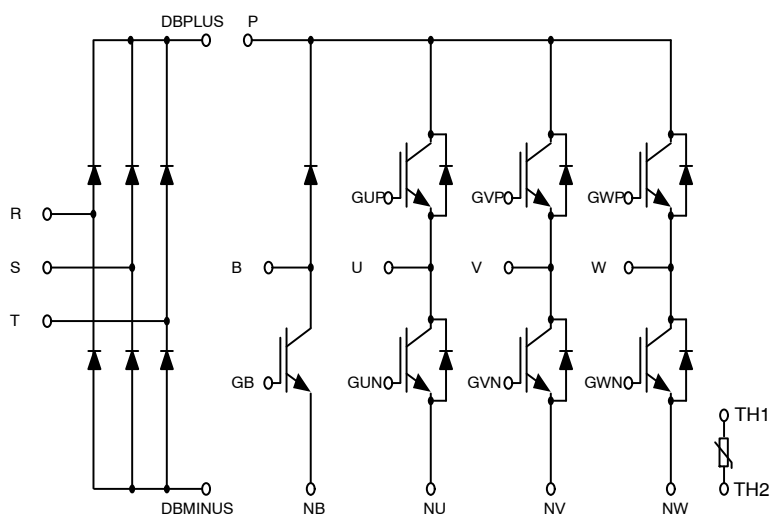 DBPLUS P
GUP GVP GWP
R
S B U V W
T
GB GUN GVN GWN
TH1
TH2
DBMINUS NB NU NV NW